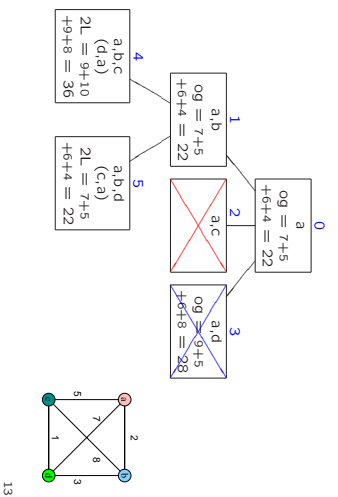 0
a
og = 7+5
+6+4 = 22
1
a,b
og = 7+5
+6+4 = 22
2
a,c
3
a,d
og = 9+5
+6+8 = 28
4
a,b,c
(d,a)
2L = 9+10
+9+8 = 36
5
a,b,d
(c,a)
2L = 7+5
+6+4 = 22
a
2
b
7
8
5
3
c
1
d
13